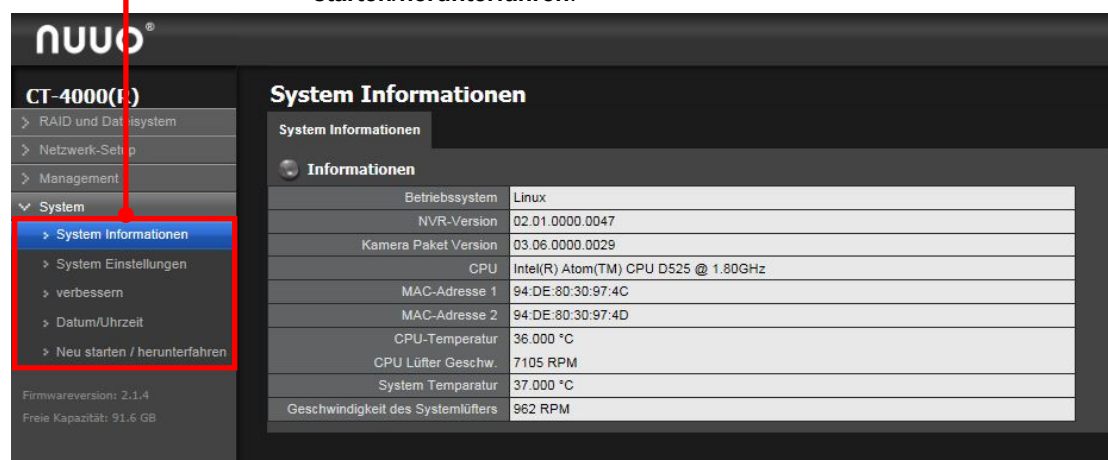 starten/herunterfahren.
nuuo®
CT-4000(R)
> RAID und Dateisystem
> Netzwerk-Setup
> Management
System
> System Informationen
> System Einstellungen
> verbessern
> Datum/Uhrzeit
> Neu starten / herunterfahren
Firmwareversion: 2.1.4
Freie Kapazität: 91.6 GB
System Informationen
System Informationen
Informationen
Betriebssystem Linux
NVR-Version 02.01.0000.0047
Kamera Paket Version 03.06.0000.0029
CPU Intel(R) Atom(TM) CPU D525 @ 1.80GHz
MAC-Adresse 1 94:DE:80:30:97:4C
MAC-Adresse 2 94:DE:80:30:97:4D
CPU-Temperatur 36.000 °C
CPU Lüfter Geschw. 7105 RPM
System Temparatur 37.000 °C
Geschwindigkeit des Systemlüfters 962 RPM